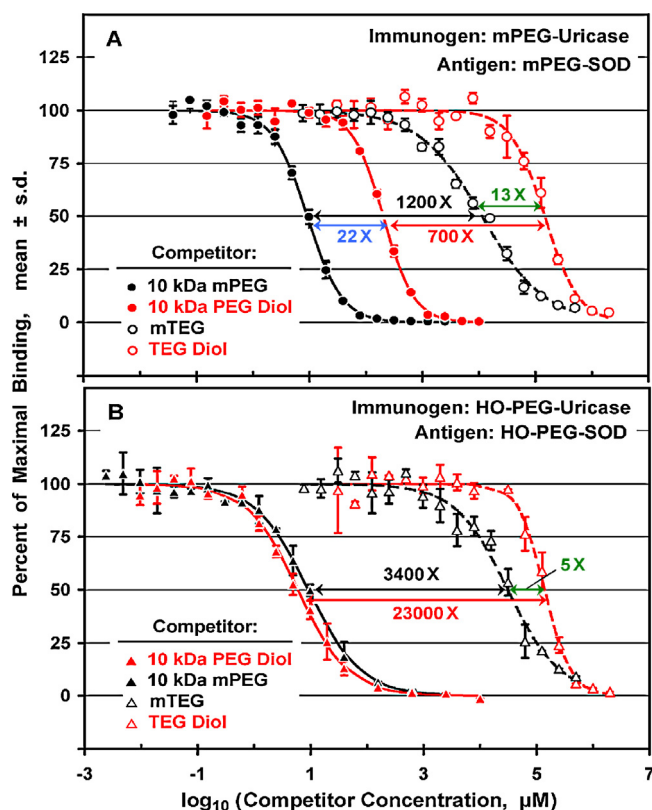 A
Immunogen: mPEG-Uricase
Antigen: mPEG-SOD
125
100
75
50
25
0
1200 X
13 X
22 X
700 X
Competitor:
10 kDa mPEG
10 kDa PEG Diol
mTEG
TEG Diol
Percent of Maximal Binding, mean ± s.d.
B
Immunogen: HO-PEG-Uricase
Antigen: HO-PEG-SOD
125
100
75
50
25
0
3400 X
5 X
23000 X
Competitor:
10 kDa PEG Diol
10 kDa mPEG
mTEG
TEG Diol
-3 -1 1 3 5 7
log10 (Competitor Concentration, µM)